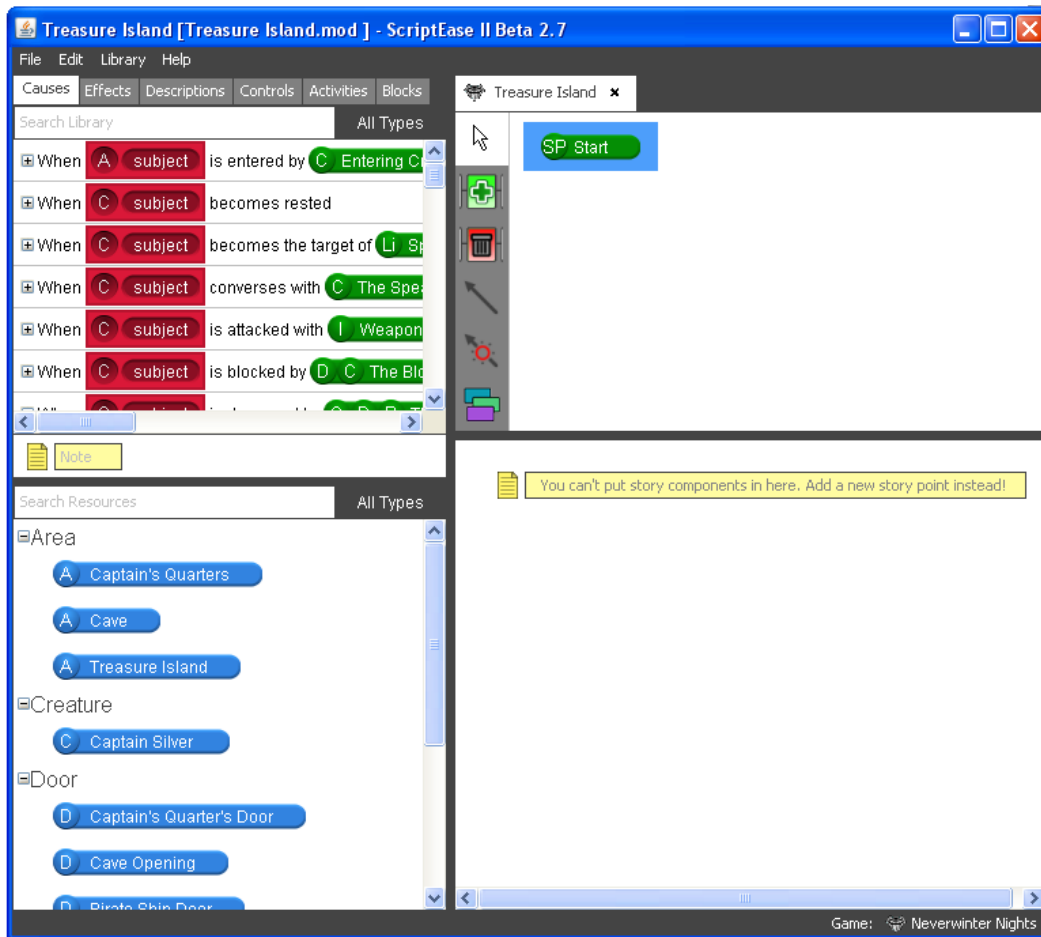 Treasure Island [Treasure Island.mod ] - ScriptEase II Beta 2.7
File Edit Library Help
Causes Effects Descriptions Controls Activities Blocks
Search Library All Types
When A subject is entered by C Entering
When C subject becomes rested
When C subject becomes the target of Li
When C subject converses with C The
When C subject is attacked with I Weapon
When C subject is blocked by D C The
Note
Search Resources All Types
Area
A Captain's Quarters
A Cave
A Treasure Island
Creature
C Captain Silver
Door
D Captain's Quarter's Door
D Cave Opening
D Pirate Ship Door
Treasure Island
SP Start
You can't put story components in here. Add a new story point instead!
Game: Neverwinter Nights